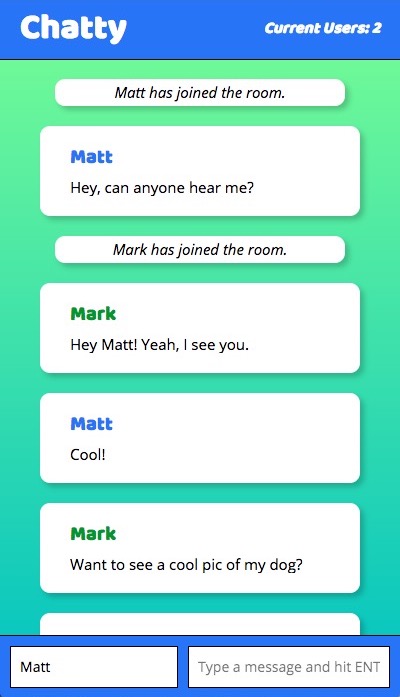 Chatty
Current Users: 2
Matt has joined the room.
Matt
Hey, can anyone hear me?
Mark has joined the room.
Mark
Hey Matt! Yeah, I see you.
Matt
Cool!
Mark
Want to see a cool pic of my dog?
Matt
Type a message and hit ENT